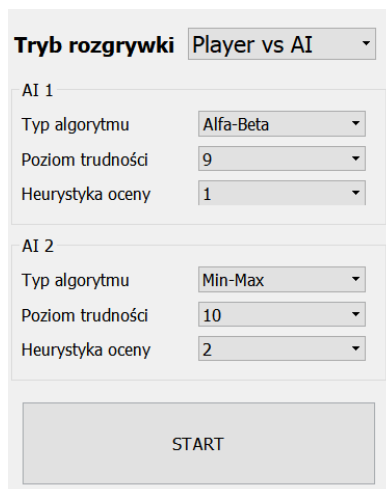 Tryb rozgrywki Player vs AI
AI 1
Typ algorytmu Alfa-Beta
Poziom trudności 9
Heurystyka oceny 1
AI 2
Typ algorytmu Min-Max
Poziom trudności 10
Heurystyka oceny 2
START